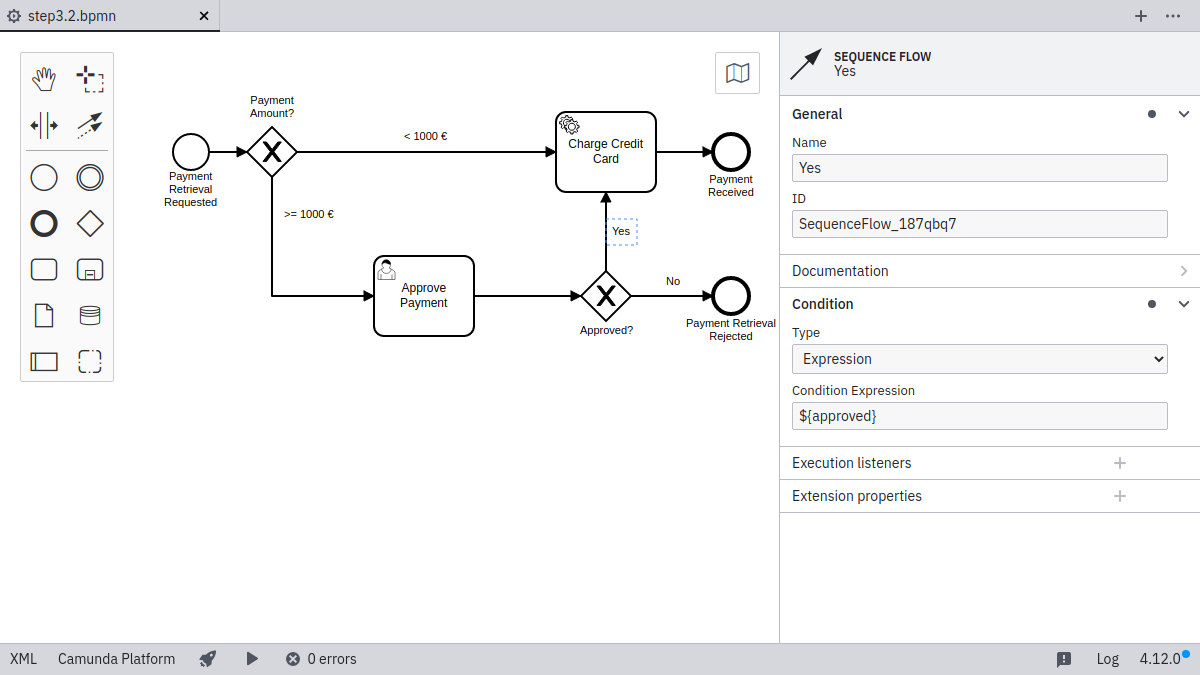 step3.2.bpmn
Payment
Amount?
< 1000 €
Payment
Retrieval
Requested
>= 1000 €
Charge Credit
Card
Payment
Received
Yes
Approve
Payment
Approved?
No
Payment Retrieval
Rejected
SEQUENCE FLOW
Yes
General
Name
Yes
ID
SequenceFlow_187qbq7
Documentation
Condition
Type
Expression
Condition Expression
${approved}
Execution listeners
Extension properties
XML
Camunda Platform
0 errors
Log
4.12.0